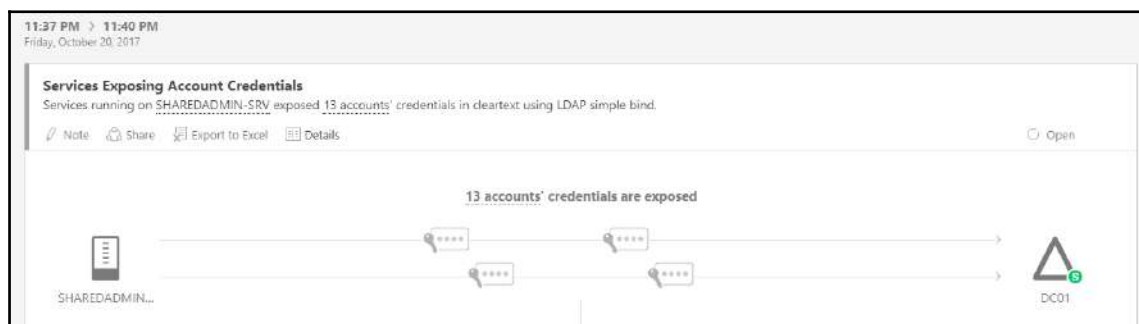 11:37 PM > 11:40 PM
Friday, October 20, 2017
Services Exposing Account Credentials
Services running on SHAREDADMIN-SRV exposed 13 accounts' credentials in cleartext using LDAP simple bind.
Note Share Export to Excel Details Open
13 accounts' credentials are exposed
SHAREDADMIN... DC01